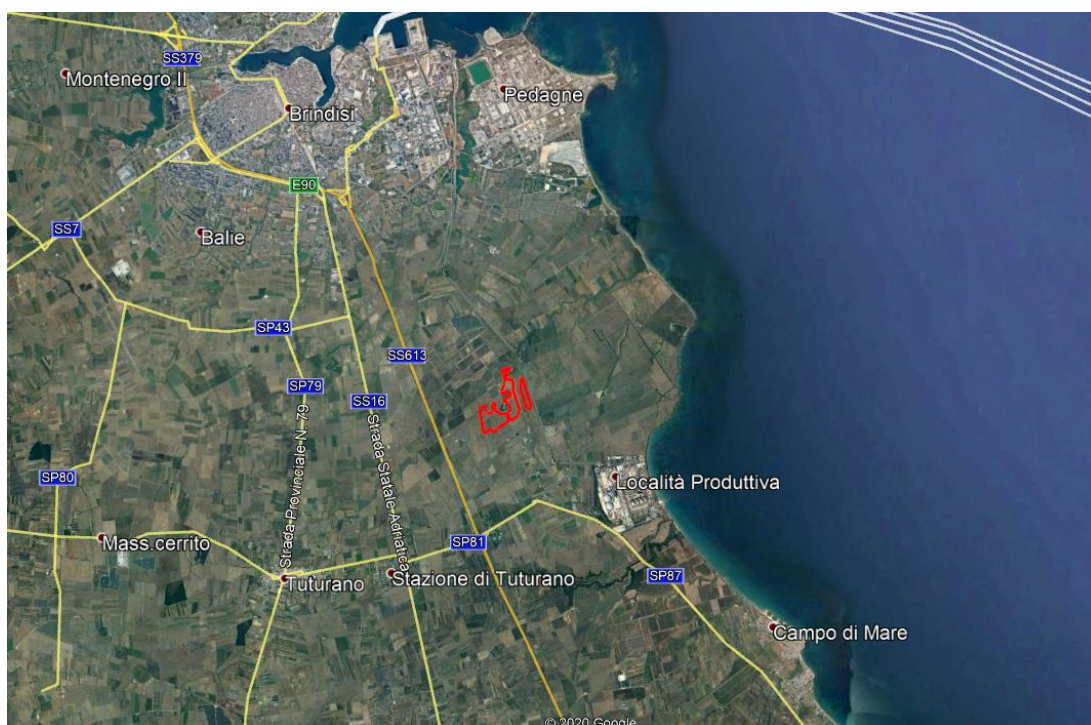 SS379
Montenegro II
Pedagne
Brindisi
E90
SS7
Balie
SP43
SS613
SP79
SS16
Strada Provinciale N. 79
Strada Statale Adriatica
SP80
Località Produttiva
Mass.cerrito
SP81
Tuturano
Stazione di Tuturano
SP87
Campo di Mare
© 2020 Google